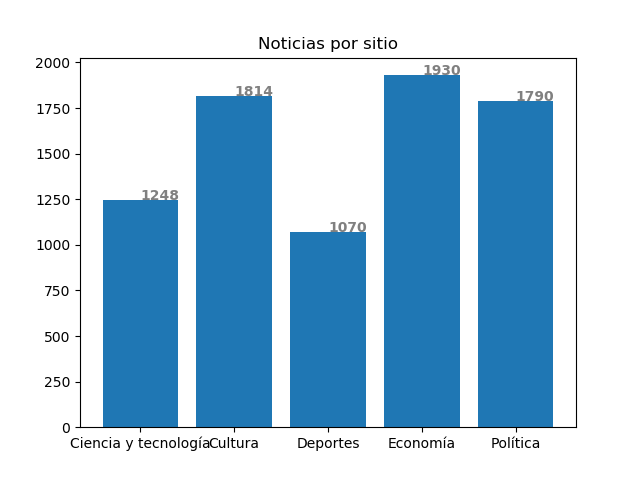 Noticias por sitio
2000
1750
1500
1250
1000
750
500
250
0
1248
1814
1070
1930
1790
Ciencia y tecnología
Cultura
Deportes
Economía
Política